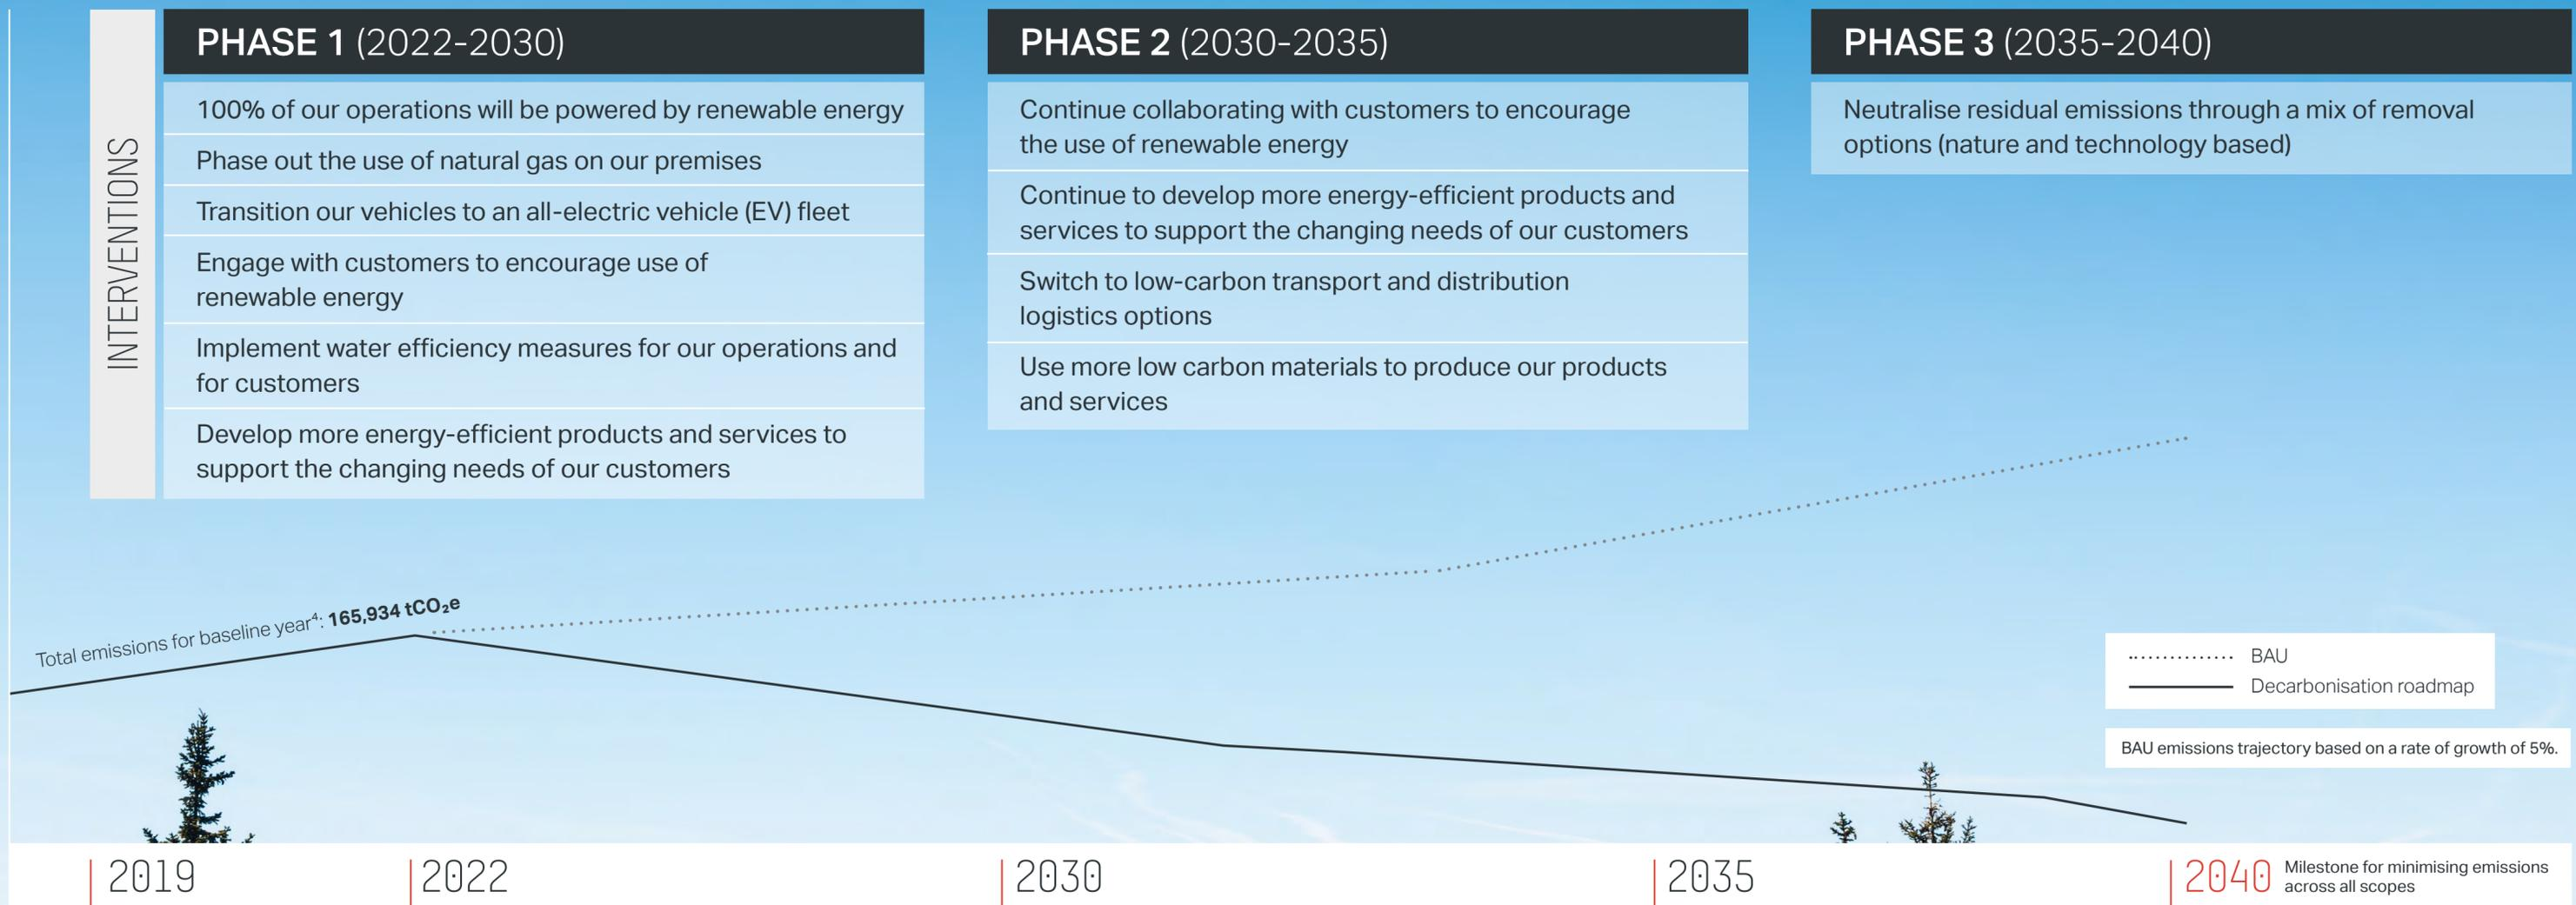 INTERVENTIONS
PHASE 1 (2022-2030)
100% of our operations will be powered by renewable energy
Phase out the use of natural gas on our premises
Transition our vehicles to an all-electric vehicle (EV) fleet
Engage with customers to encourage use of
renewable energy
Implement water efficiency measures for our operations and
for customers
Develop more energy-efficient products and services to
support the changing needs of our customers
PHASE 2 (2030-2035)
Continue collaborating with customers to encourage
the use of renewable energy
Continue to develop more energy-efficient products and
services to support the changing needs of our customers
Switch to low-carbon transport and distribution
logistics options
Use more low carbon materials to produce our products
and services
PHASE 3 (2035-2040)
Neutralise residual emissions through a mix of removal
options (nature and technology based)
Total emissions for baseline year⁴: 165,934 tCO₂e
BAU
Decarbonisation roadmap
BAU emissions trajectory based on a rate of growth of 5%.
2019
2022
2030
2035
2040
Milestone for minimising emissions
across all scopes